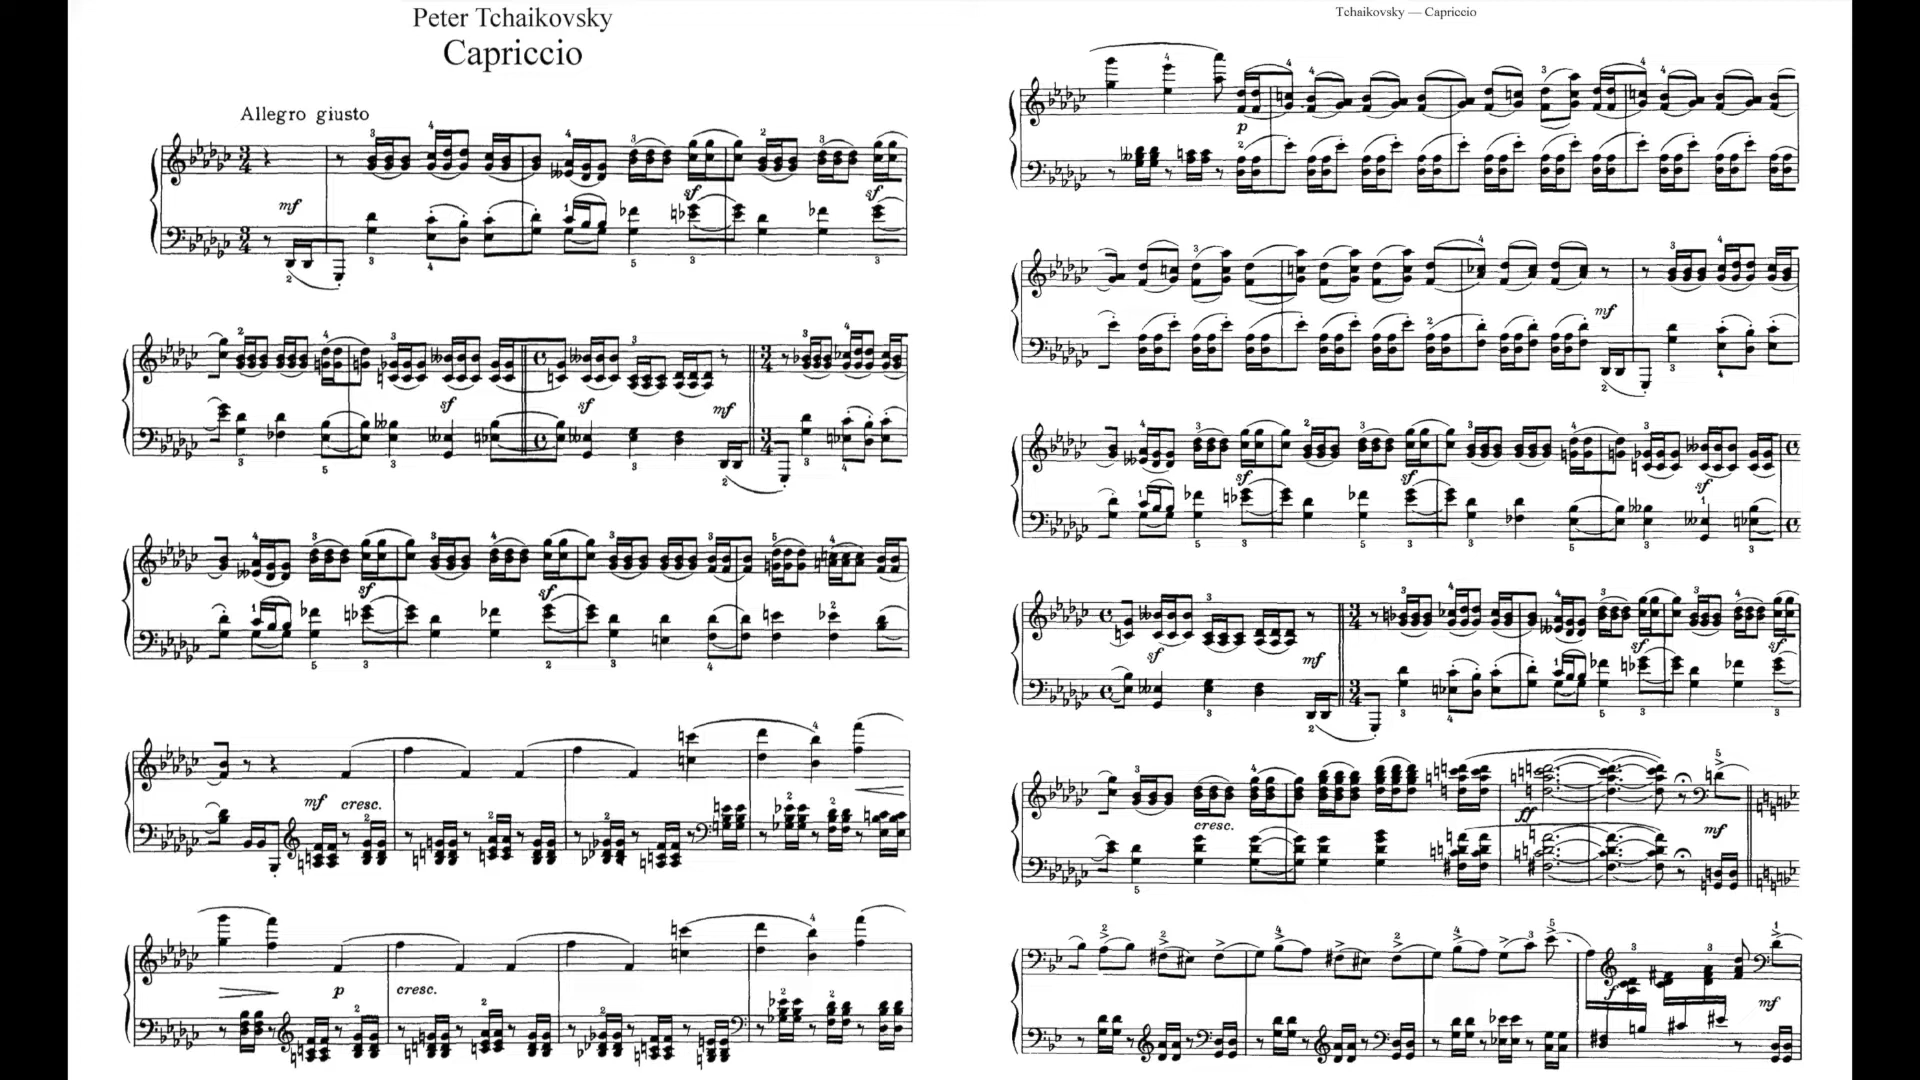 Peter Tchaikovsky
Capriccio
Allegro giusto
mf
sf
sf
sf
sf
mf
sf
sf
mf cresc.
p cresc.
Tchaikovsky — Capriccio
p
mf
sf
sf
sf
sf
mf
sf
sf
cresc.
ff
mf
f
mf